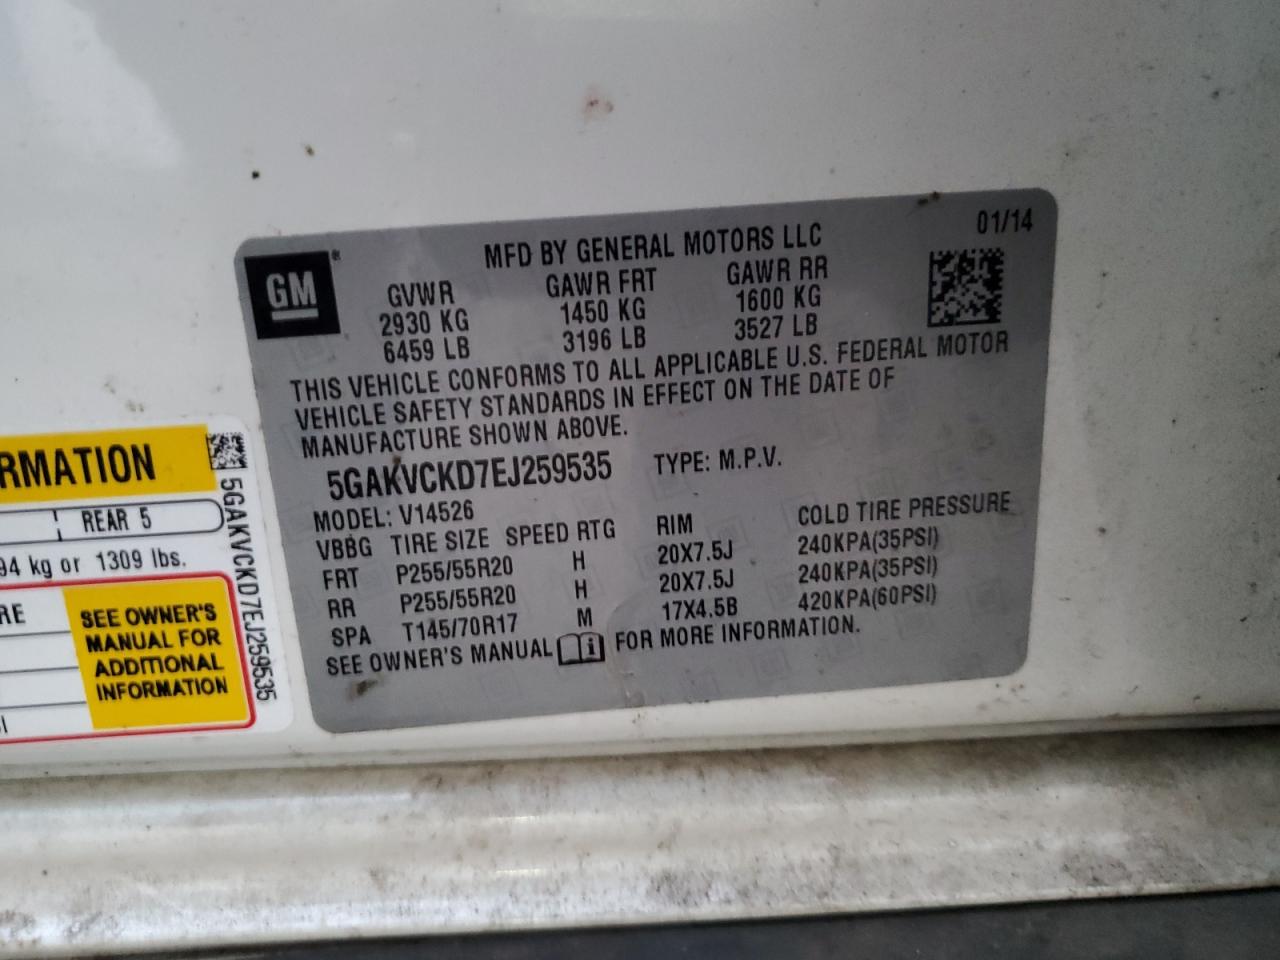 GM
®
MFD BY GENERAL MOTORS LLC
01/14
GVWR GAWR FRT GAWR RR
2930 KG 1450 KG 1600 KG
6459 LB 3196 LB 3527 LB
THIS VEHICLE CONFORMS TO ALL APPLICABLE U.S. FEDERAL MOTOR
VEHICLE SAFETY STANDARDS IN EFFECT ON THE DATE OF
MANUFACTURE SHOWN ABOVE.
5GAKVCKD7EJ259535 TYPE: M.P.V.
MODEL: V14526
VBBG TIRE SIZE SPEED RTG RIM COLD TIRE PRESSURE
FRT P255/55R20 H 20X7.5J 240KPA(35PSI)
RR P255/55R20 H 20X7.5J 240KPA(35PSI)
SPA T145/70R17 M 17X4.5B 420KPA(60PSI)
SEE OWNER'S MANUAL i FOR MORE INFORMATION.
RMATION
REAR 5
94 kg or 1309 lbs.
RE
SEE OWNER'S
MANUAL FOR
ADDITIONAL
INFORMATION
SI
5GAKVCKD7EJ259535